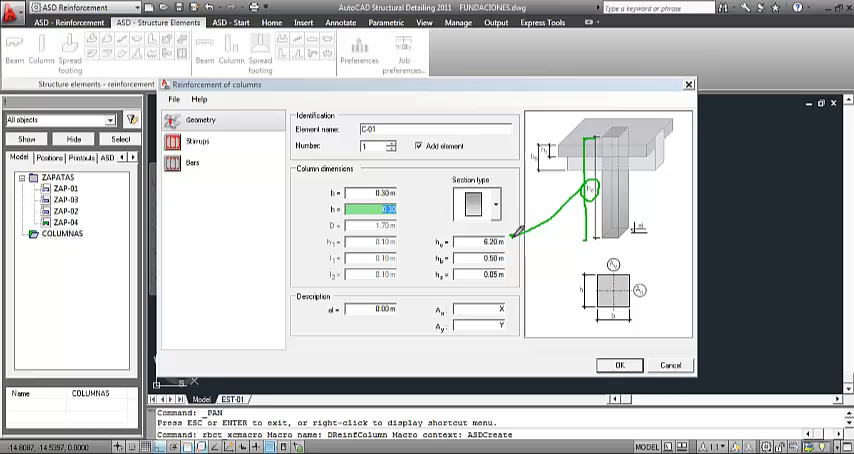 ASD Reinforcement
AutoCAD Structural Detailing 2011 FUNDACIONES.dwg
Type a keyword or phrase
ASD - Reinforcement ASD - Structure Elements ASD - Start Home Insert Annotate Parametric View Manage Output Express Tools
Beam Column Spread footing Beam Column Spread footing Preferences Job preferences...
Structure elements - reinforcement
All objects
Show Hide Select
Model Positions Printouts ASD
ZAPATAS
ZAP-01
ZAP-03
ZAP-02
ZAP-04
COLUMNAS
Name COLUMNAS
Reinforcement of columns
File Help
Geometry
Stirrups
Bars
Identification
Element name: C-01
Number: 1 Add element
Column dimensions
b = 0.30 m
h = 0.30
D = 1.70 m
h1 = 0.10 m
l1 = 0.10 m
l2 = 0.10 m
Section type
hc = 6.20 m
hb = 0.50 m
hs = 0.05 m
Description
el = 0.00 m
Ax: X
Ay: Y
el
h
b
OK Cancel
S X
Model EST-01
Command: _PAN
Press ESC or ENTER to exit, or right-click to display shortcut menu.
Command: rbct_xcmacro Macro name: DReinfColumn Macro context: ASDCreate
-14.8087, -14.5397, 0.0000
MODEL
1:1